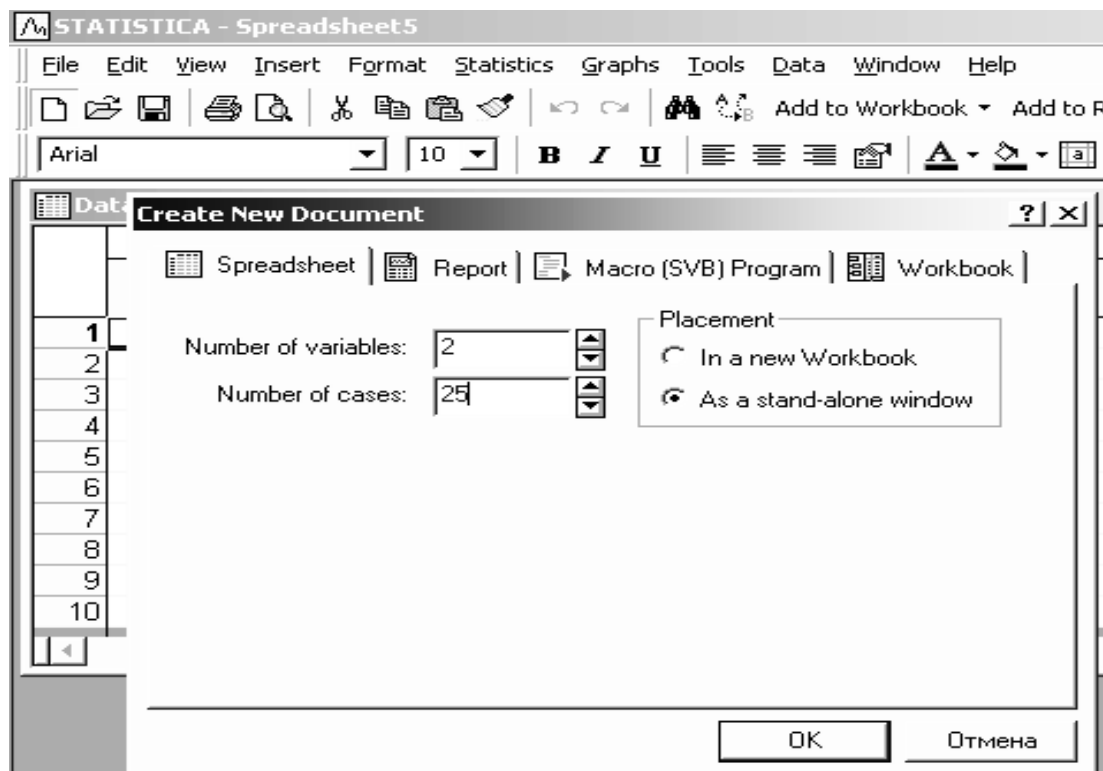 STATISTICA - Spreadsheet5
File Edit View Insert Format Statistics Graphs Tools Data Window Help
Add to Workbook Add to R
Arial 10 B I U A a
Data
Create New Document ? ×
Spreadsheet Report Macro (SVB) Program Workbook
Placement
Number of variables: 2
In a new Workbook
Number of cases: 25
As a stand-alone window
1
2
3
4
5
6
7
8
9
10
OK Отмена